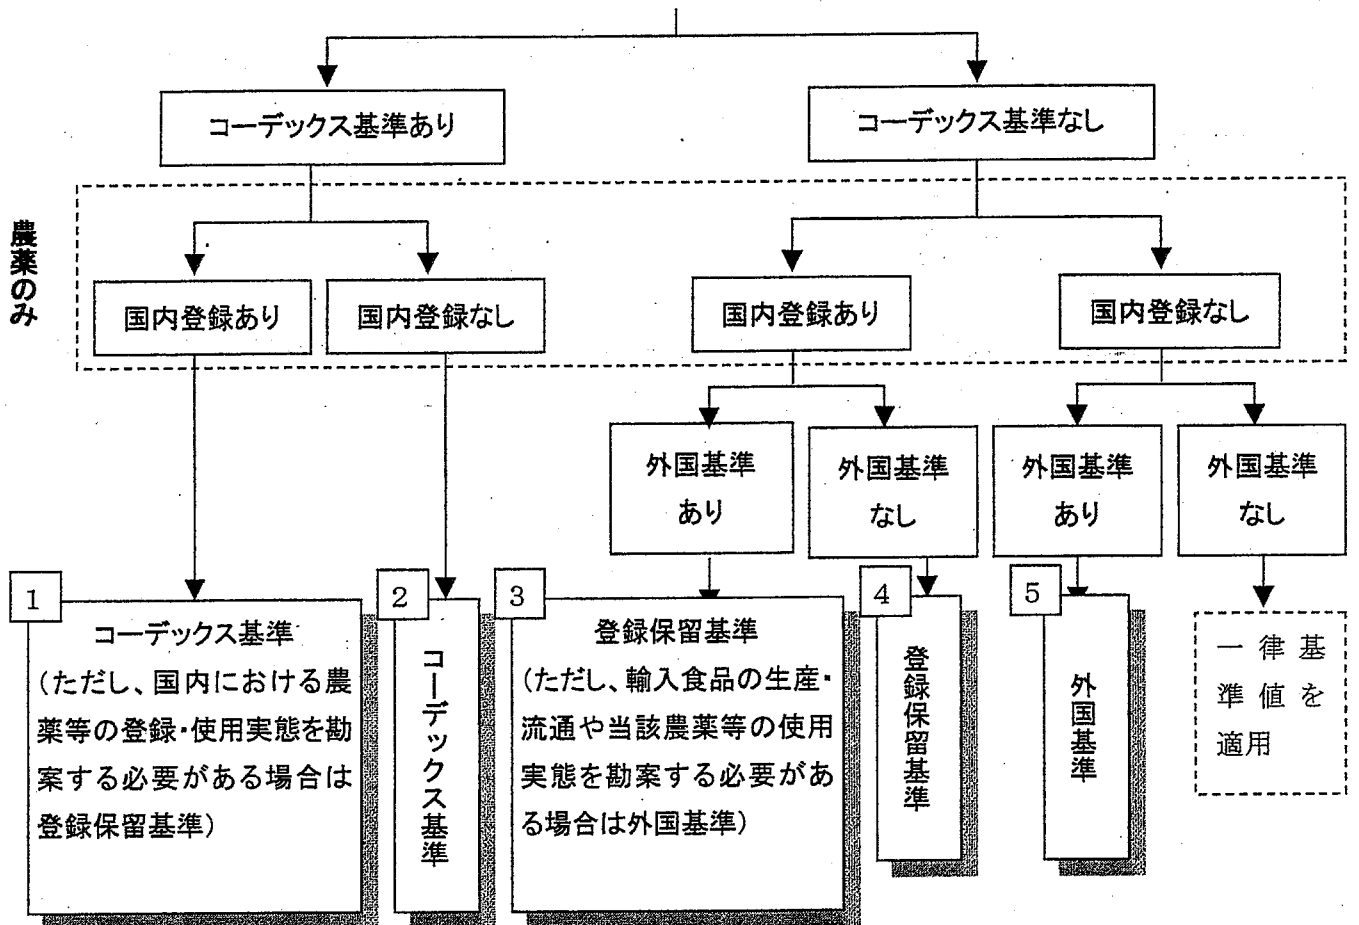 コーデックス基準あり
コーデックス基準なし
農薬のみ
国内登録あり
国内登録なし
国内登録あり
国内登録なし
外国基準
あり
外国基準
なし
外国基準
あり
外国基準
なし
1
コーデックス基準
(ただし、国内における農
薬等の登録・使用実態を勘
案する必要がある場合は
登録保留基準)
2
コーデックス基準
3
登録保留基準
(ただし、輸入食品の生産・
流通や当該農薬等の使用
実態を勘案する必要があ
る場合は外国基準)
4
登録保留基準
5
外国基準
一律基
準値を
適用